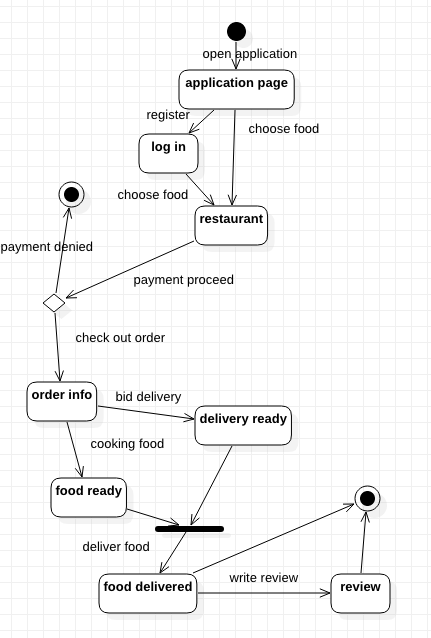 open application
application page
register
choose food
log in
choose food
restaurant
payment denied
payment proceed
check out order
order info
bid delivery
delivery ready
cooking food
food ready
deliver food
food delivered
write review
review